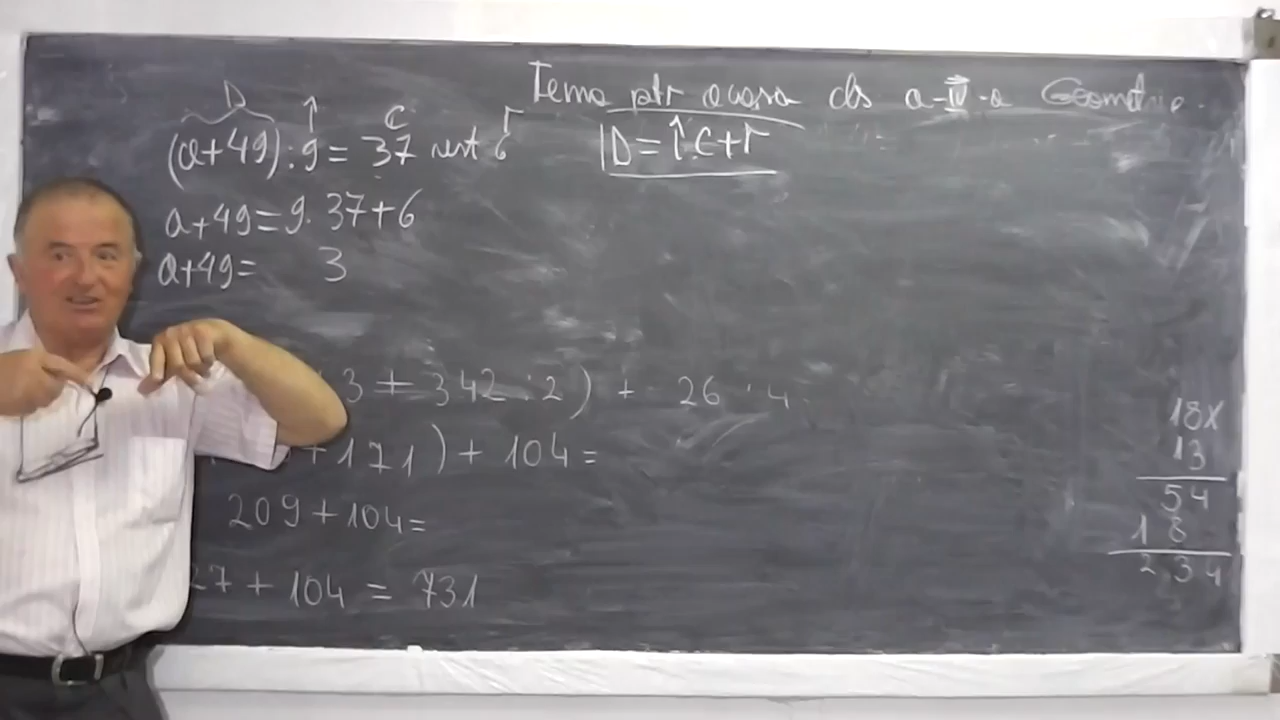 Tema ptr acasa cls a-IV-a Geometrie
D î C r
(a+49):9=37 rest 6
D=î.C+r
a+49=9.37+6
a+49= 3
3+342:2)+ 26.4
+171)+104=
209+104=
27+104=731
18x
13
54
18
234